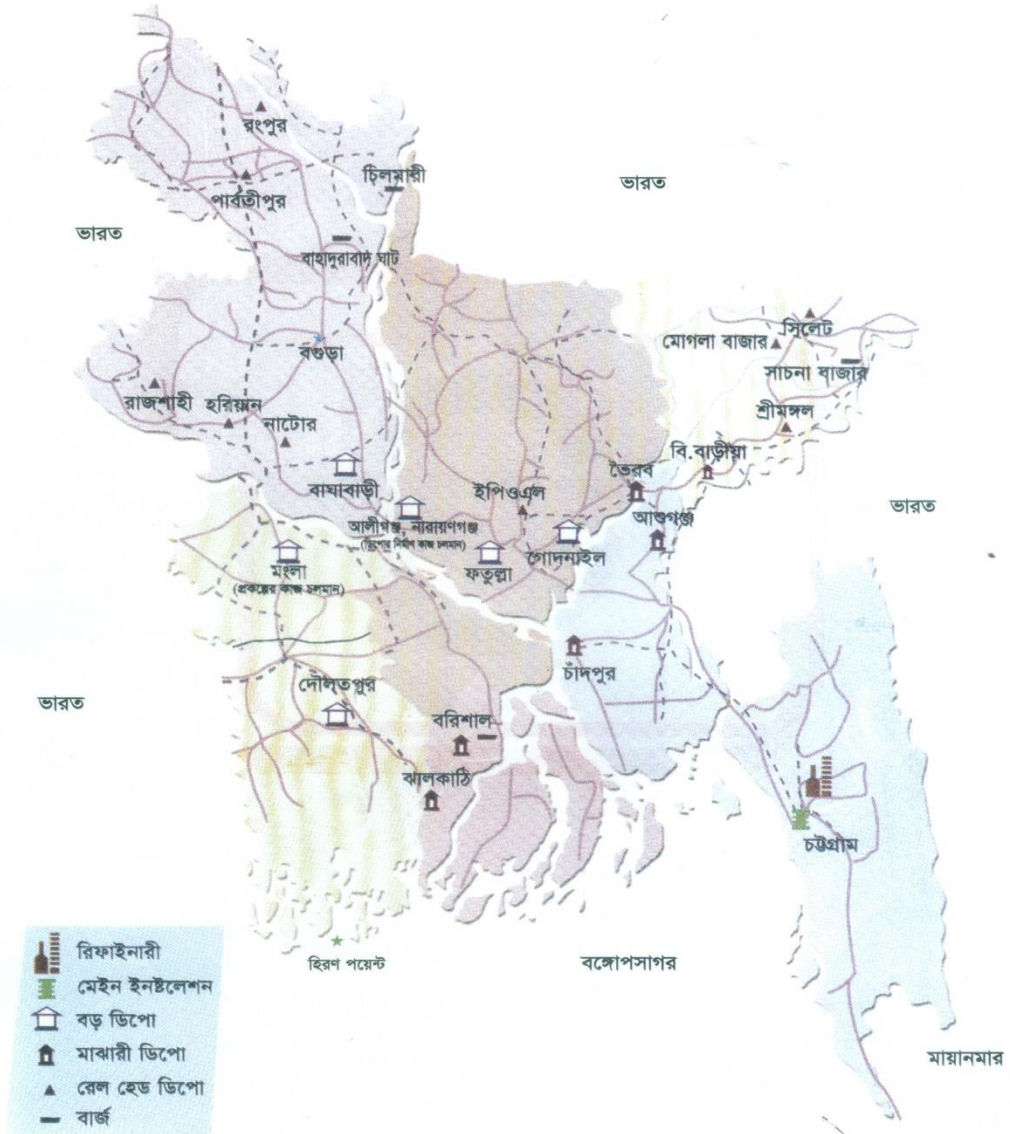 রংপুর
চিলমারী
ভারত
পার্বতীপুর
ভারত
বাহাদুরাবাদ ঘাট
সিলেট
মোগলা বাজার
বগুড়া
সাচনা বাজার
রাজশাহী
হরিয়ান
শ্রীমঙ্গল
নাটোর
বি.বাড়ীয়া
ভৈরব
বাঘাবাড়ী
ইপিওএল
ভারত
আলীগঞ্জ, নারায়ণগঞ্জ
(ডিপোর নির্মাণ কাজ চলমান)
আশুগঞ্জ
গোদনাইল
মংলা
(প্রকল্পের কাজ চলমান)
ফতুল্লা
চাঁদপুর
দৌলতপুর
ভারত
বরিশাল
ঝালকাঠি
চট্টগ্রাম
হিরণ পয়েন্ট
বঙ্গোপসাগর
মায়ানমার
রিফাইনারী
মেইন ইনষ্টলেশন
বড় ডিপো
মাঝারী ডিপো
রেল হেড ডিপো
বার্জ